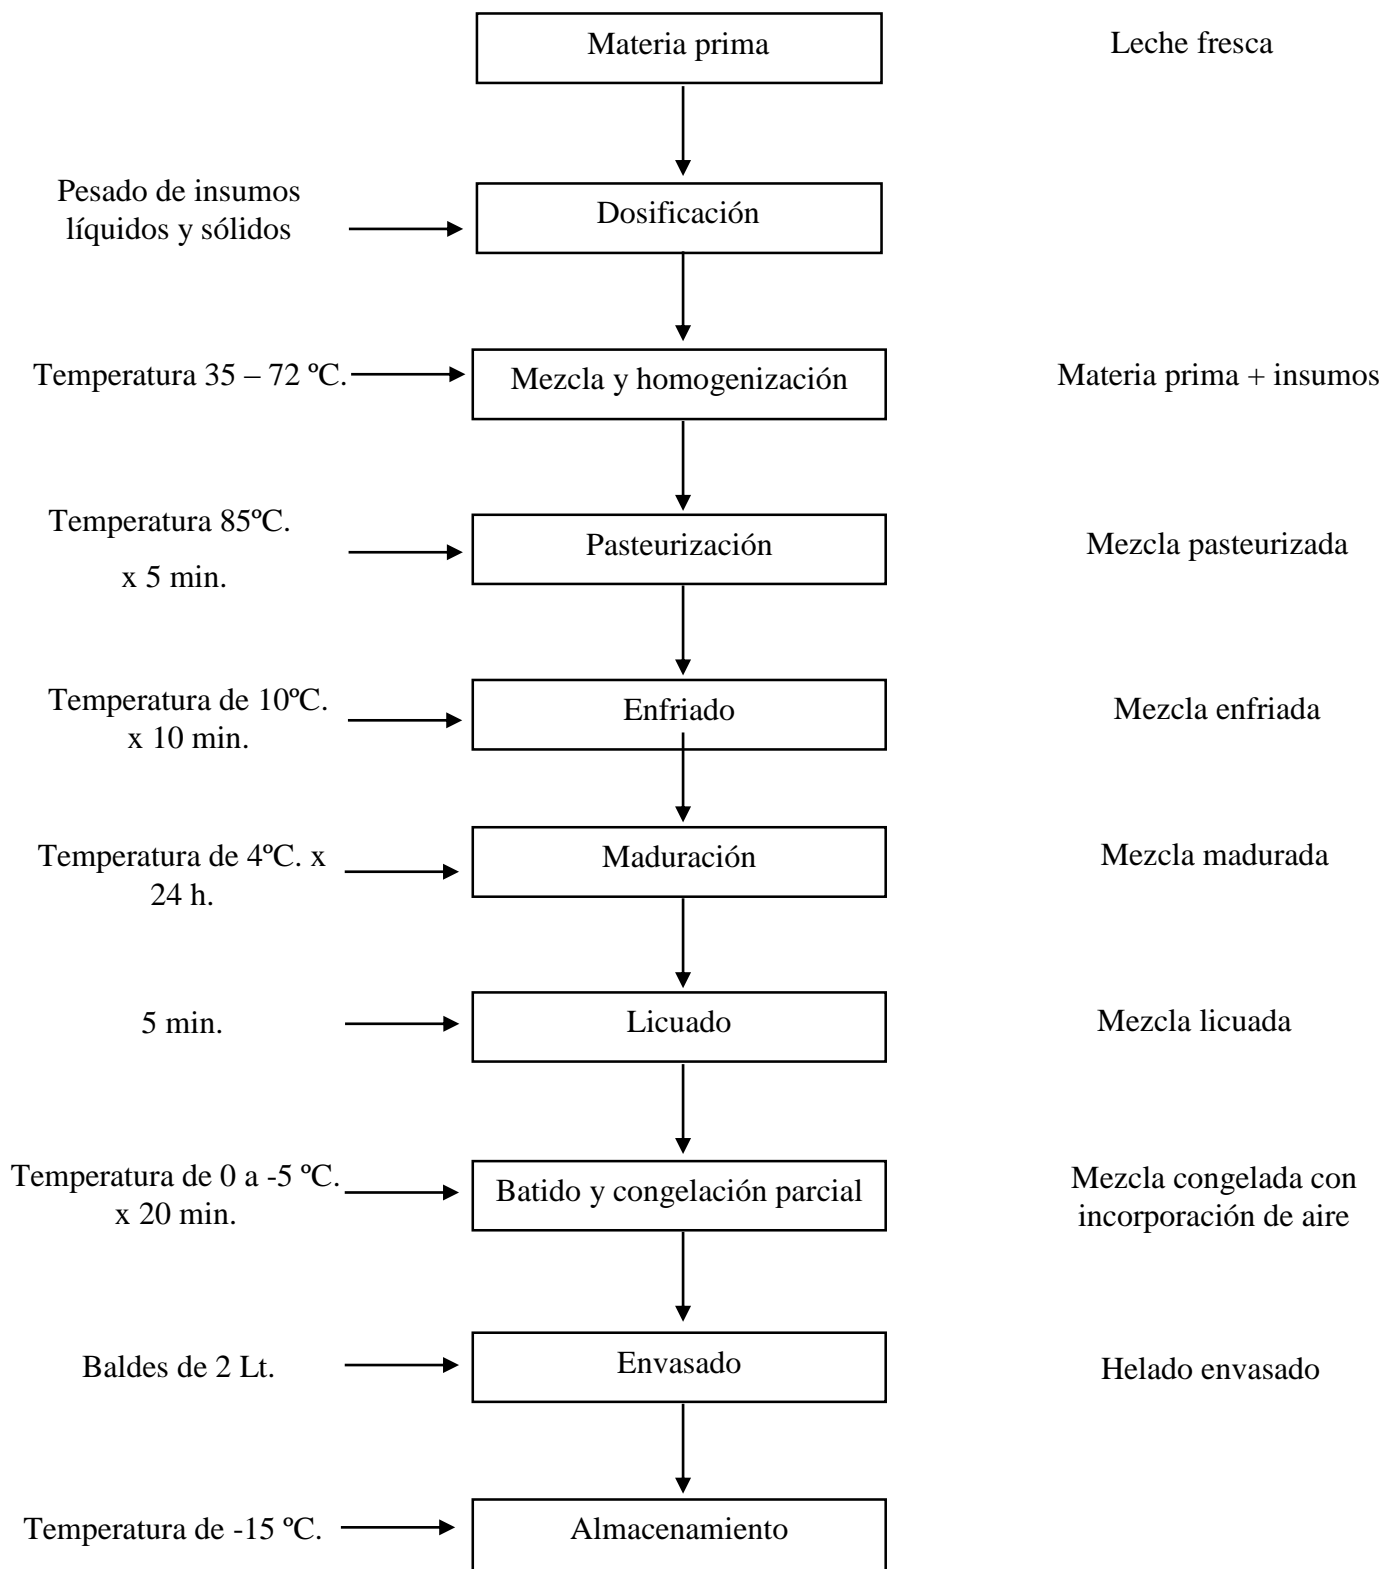 Materia prima
Leche fresca
Pesado de insumos
líquidos y sólidos
Dosificación
Temperatura 35 – 72 ºC.
Mezcla y homogenización
Materia prima + insumos
Temperatura 85ºC.
x 5 min.
Pasteurización
Mezcla pasteurizada
Temperatura de 10ºC.
x 10 min.
Enfriado
Mezcla enfriada
Temperatura de 4ºC. x
24 h.
Maduración
Mezcla madurada
5 min.
Licuado
Mezcla licuada
Temperatura de 0 a -5 ºC.
x 20 min.
Batido y congelación parcial
Mezcla congelada con
incorporación de aire
Baldes de 2 Lt.
Envasado
Helado envasado
Temperatura de -15 ºC.
Almacenamiento